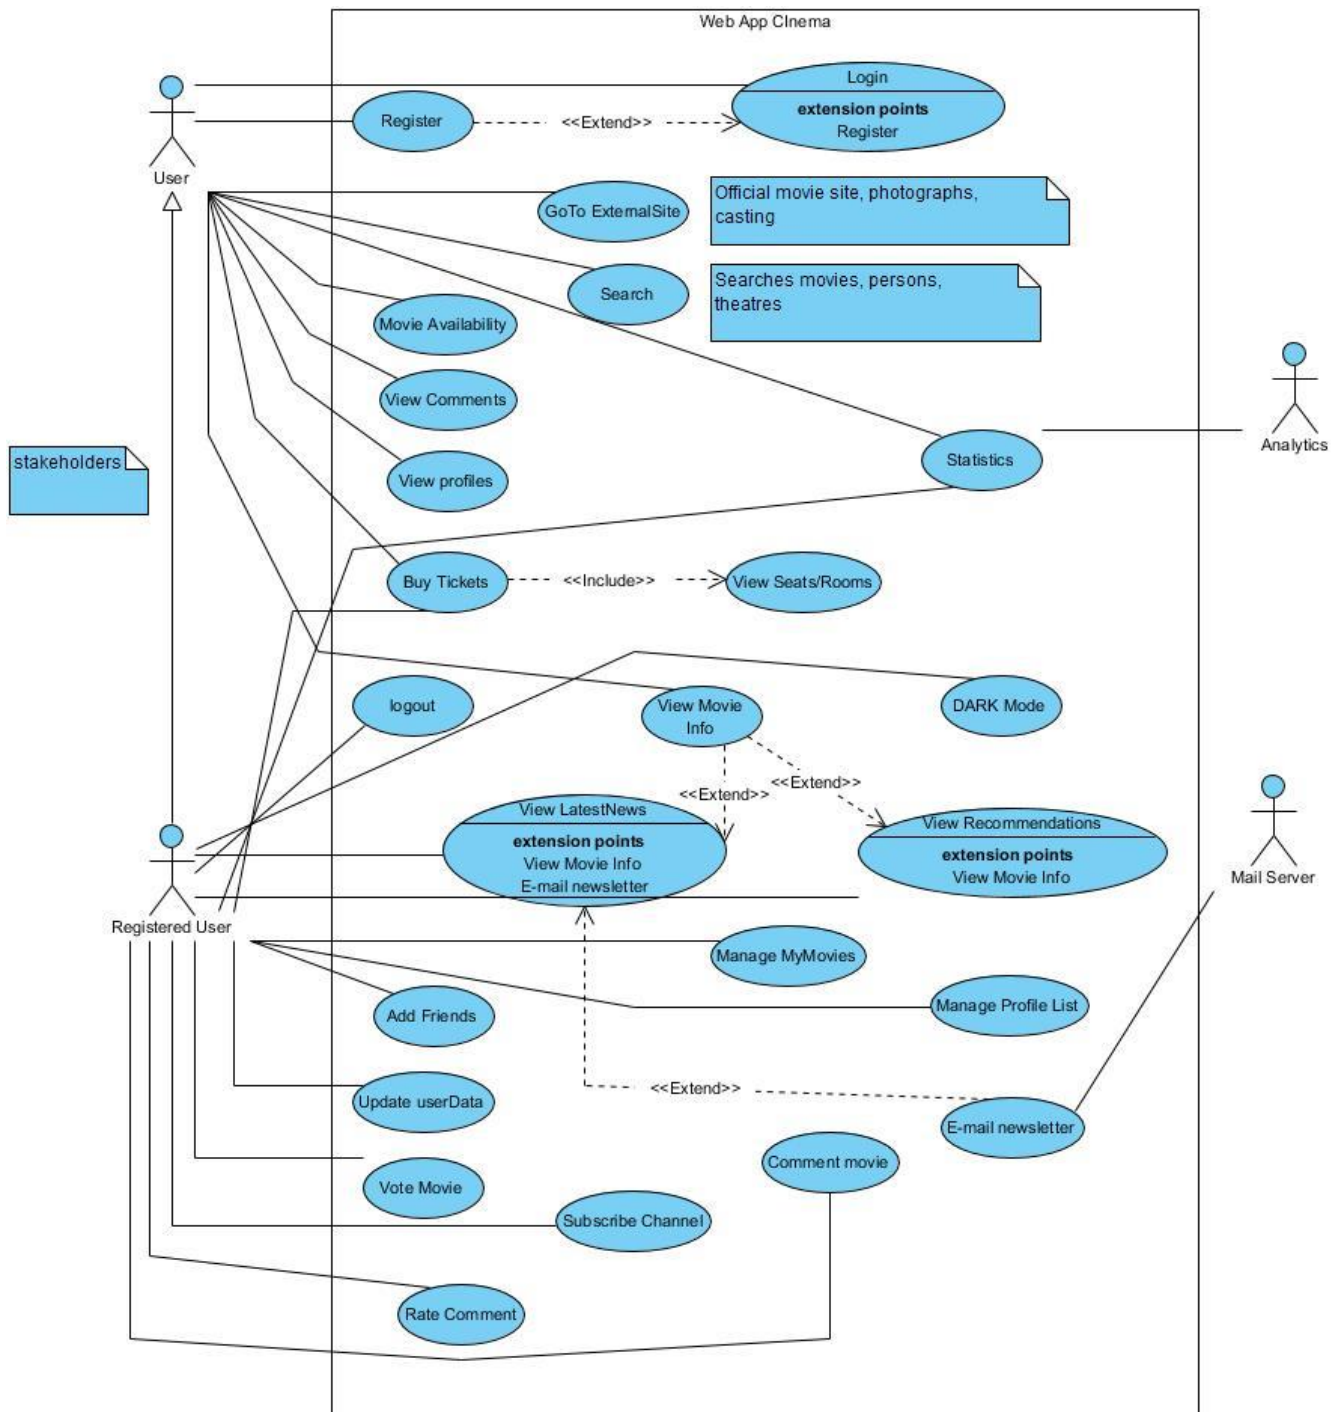 Web App CInema
Login
extension points
Register
Register
<<Extend>>
User
GoTo ExternalSite
Official movie site, photographs,
casting
Search
Searches movies, persons,
theatres
Movie Availability
View Comments
Analytics
stakeholders
Statistics
View profiles
Buy Tickets
<<Include>>
View Seats/Rooms
logout
View Movie
Info
DARK Mode
<<Extend>>
<<Extend>>
View LatestNews
extension points
View Movie Info
E-mail newsletter
View Recommendations
extension points
View Movie Info
Mail Server
Registered User
Manage MyMovies
Add Friends
Manage Profile List
Update userData
<<Extend>>
E-mail newsletter
Comment movie
Vote Movie
Subscribe Channel
Rate Comment